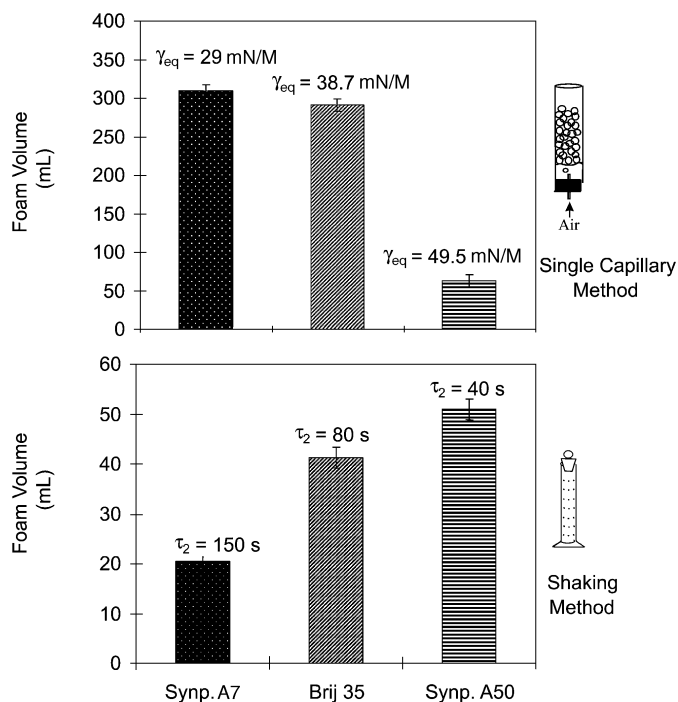 400
350
300
250
200
150
100
50
0
Foam Volume
(mL)
γeq = 29 mN/M
γeq = 38.7 mN/M
γeq = 49.5 mN/M
Air
Single Capillary
Method
60
50
40
30
20
10
0
Foam Volume
(mL)
τ2 = 150 s
τ2 = 80 s
τ2 = 40 s
Shaking
Method
Synp. A7
Brij 35
Synp. A50